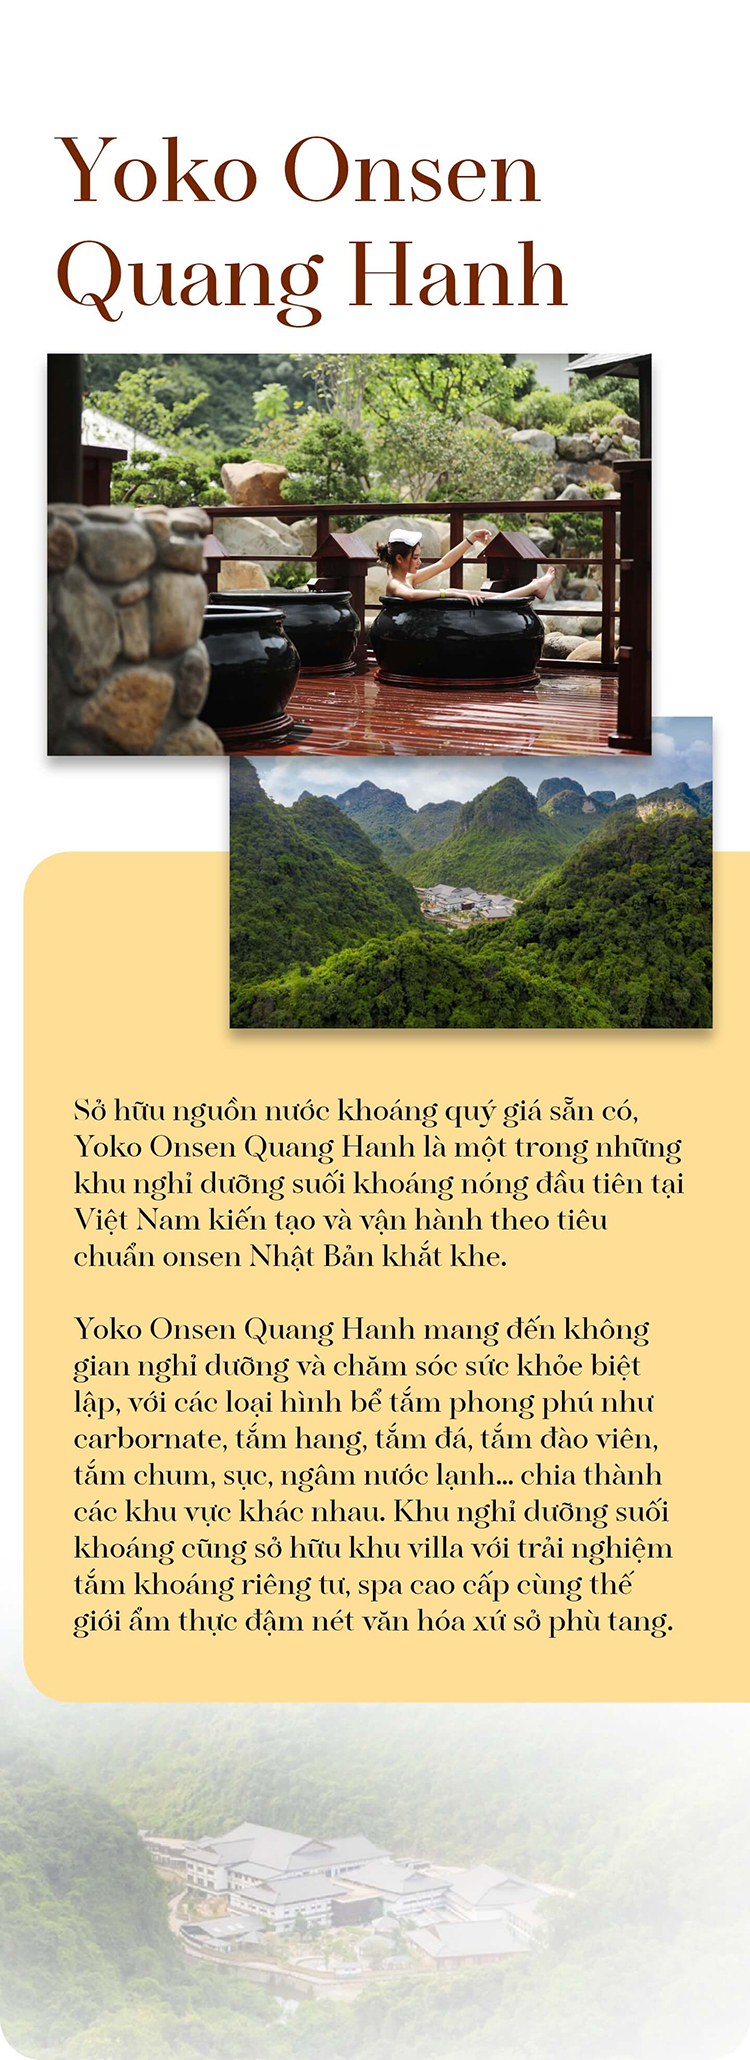 Yoko Onsen
Quang Hanh
Sở hữu nguồn nước khoáng quý giá sẵn có,
Yoko Onsen Quang Hanh là một trong những
khu nghỉ dưỡng suối khoáng nóng đầu tiên tại
Việt Nam kiến tạo và vận hành theo tiêu
chuẩn onsen Nhật Bản khắt khe.
Yoko Onsen Quang Hanh mang đến không
gian nghỉ dưỡng và chăm sóc sức khỏe biệt
lập, với các loại hình bể tắm phong phú như
carbornate, tắm hang, tắm đá, tắm đào viên,
tắm chum, sục, ngâm nước lạnh... chia thành
các khu vực khác nhau. Khu nghỉ dưỡng suối
khoáng cũng sở hữu khu villa với trải nghiệm
tắm khoáng riêng tư, spa cao cấp cùng thế
giới ẩm thực đậm nét văn hóa xứ sở phù tang.